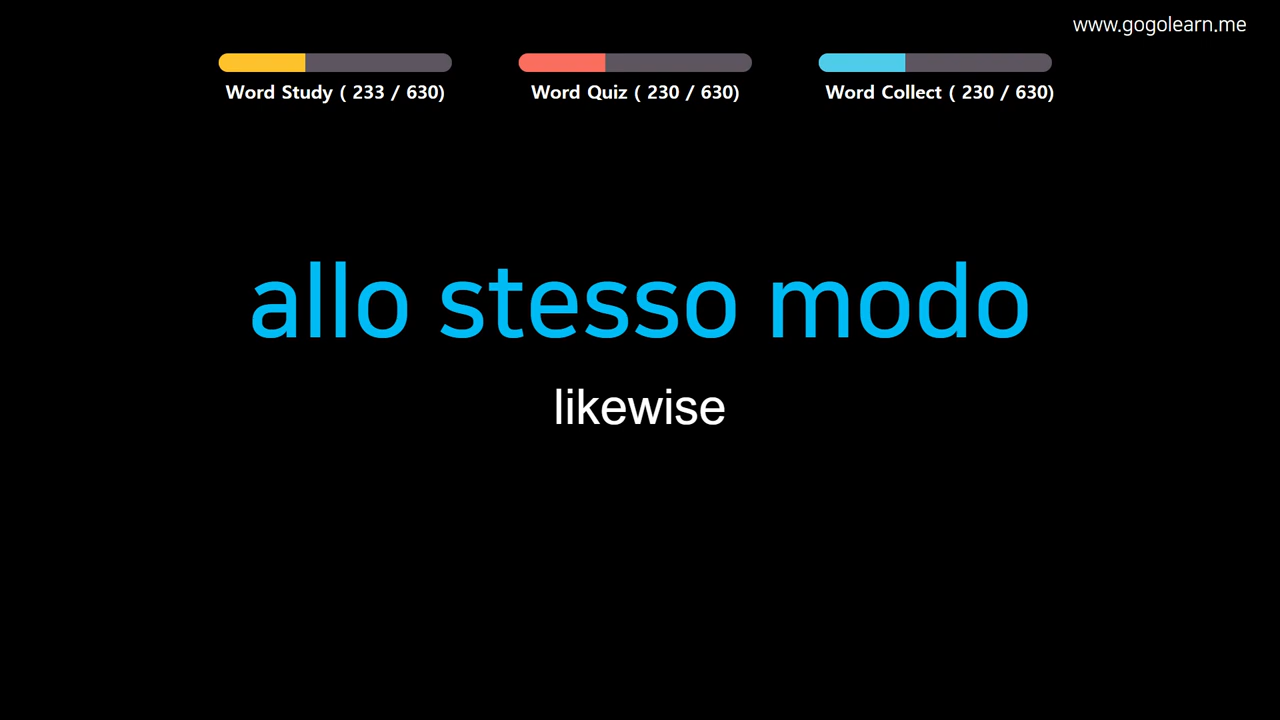 www.gogolearn.me
Word Study ( 233 / 630)
Word Quiz ( 230 / 630)
Word Collect ( 230 / 630)
allo stesso modo
likewise